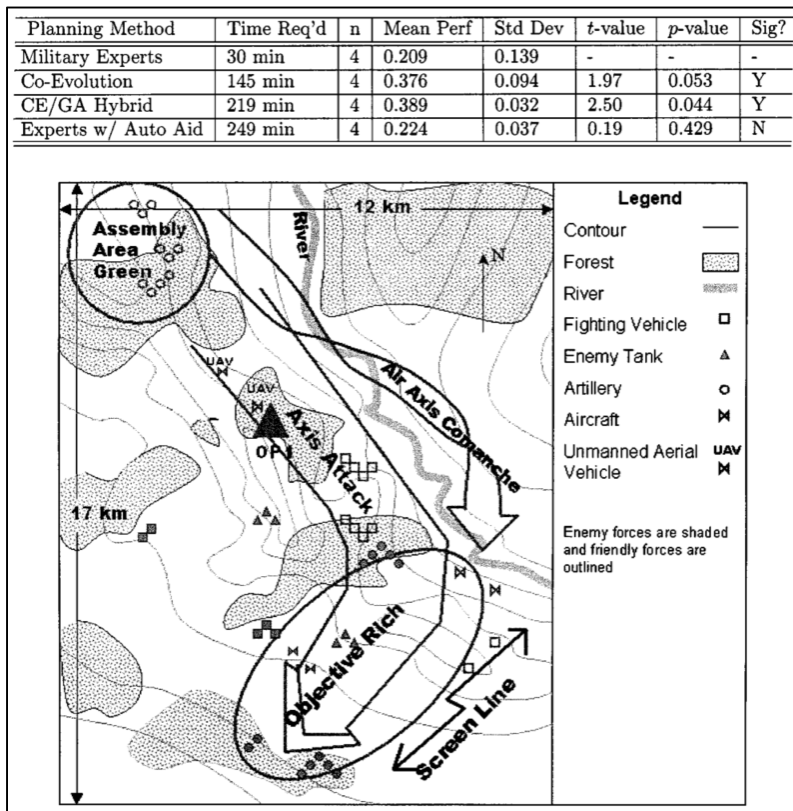 Planning Method Time Req'd n Mean Perf Std Dev t-value p-value Sig?
Military Experts 30 min 4 0.209 0.139 - - -
Co-Evolution 145 min 4 0.376 0.094 1.97 0.053 Y
CE/GA Hybrid 219 min 4 0.389 0.032 2.50 0.044 Y
Experts w/ Auto Aid 249 min 4 0.224 0.037 0.19 0.429 N
12 km
River
Assembly
Area
Green
N
UAV
UAV
OP1
Axis Attack
Air Axis Comanche
17 km
Objective Rich
Screen Line
Legend
Contour
Forest
River
Fighting Vehicle
Enemy Tank
Artillery
Aircraft
Unmanned Aerial UAV
Vehicle
Enemy forces are shaded
and friendly forces are
outlined